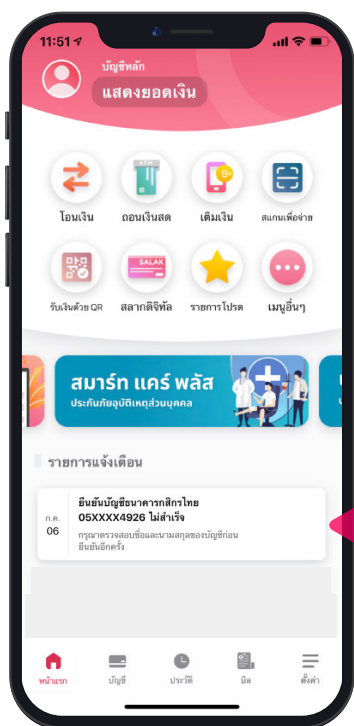 11:51
บัญชีหลัก
แสดงยอดเงิน
ATM
B+
SALAK
โอนเงิน
ถอนเงินสด
เติมเงิน
สแกนเพื่อจ่าย
รับเงินด้วย QR
สลากดิจิทัล
รายการโปรด
เมนูอื่นๆ
สมาร์ท แคร์ พลัส
ประกันภัยอุบัติเหตุส่วนบุคคล
รายการแจ้งเตือน
ก.ค.
06
ยืนยันบัญชีธนาคารกสิกรไทย
05XXXX4926 ไม่สำเร็จ
กรุณาตรวจสอบชื่อและนามสกุลของบัญชีก่อน
ยืนยันอีกครั้ง
หน้าแรก
บัญชี
ประวัติ
บิล
ตั้งค่า